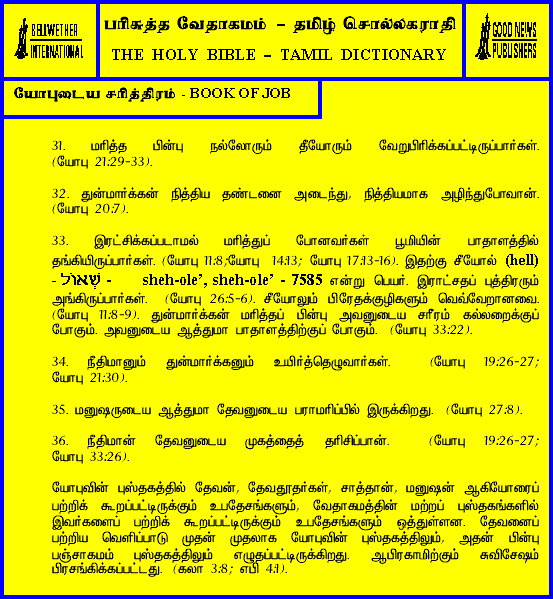 BELLWETHER
INTERNATIONAL
பரிசுத்த வேதாகமம் – தமிழ் சொல்லகராதி
THE HOLY BIBLE – TAMIL DICTIONARY
GOOD NEWS
PUBLISHERS
யோபுடைய சரித்திரம் - BOOK OF JOB
31. மரித்த பின்பு நல்லோரும் தீயோரும் வேறுபிரிக்கப்பட்டிருப்பார்கள்.
(யோபு 21:29-33).
32. துன்மார்க்கன் நித்திய தண்டனை அடைந்து, நித்தியமாக அழிந்துபோவான்.
(யோபு 20:7).
33. இரட்சிக்கப்படாமல் மரித்துப் போனவர்கள் பூமியின் பாதாளத்தில்
தங்கியிருப்பார்கள். (யோபு 11:8;யோபு 14:13; யோபு 17:13-16). இதற்கு சீயோல் (hell)
- שְׁאוֹל - sheh-ole’, sheh-ole’ - 7585 என்று பெயர். இராட்சதப் புத்திரரும்
அங்கிருப்பார்கள். (யோபு 26:5-6). சீயோலும் பிரேதக்குழிகளும் வெவ்வேறானவை.
(யோபு 11:8-9). துன்மார்க்கன் மரித்தப் பின்பு அவனுடைய சரீரம் கல்லறைக்குப்
போகும். அவனுடைய ஆத்துமா பாதாளத்திற்குப் போகும். (யோபு 33:22).
34. நீதிமானும் துன்மார்க்கனும் உயிர்த்தெழுவார்கள். (யோபு 19:26-27;
யோபு 21:30).
35. மனுஷருடைய ஆத்துமா தேவனுடைய பராமரிப்பில் இருக்கிறது. (யோபு 27:8).
36. நீதிமான் தேவனுடைய முகத்தைத் தரிசிப்பான். (யோபு 19:26-27;
யோபு 33:26).
யோபுவின் புஸ்தகத்தில் தேவன், தேவதூதர்கள், சாத்தான், மனுஷன் ஆகியோரைப்
பற்றிக் கூறப்பட்டிருக்கும் உபதேசங்களும், வேதாகமத்தின் மற்றப் புஸ்தகங்களில்
இவர்களைப் பற்றிக் கூறப்பட்டிருக்கும் உபதேசங்களும் ஒத்துள்ளன. தேவனைப்
பற்றிய வெளிப்பாடு முதன் முதலாக யோபுவின் புஸ்தகத்திலும், அதன் பின்பு
பஞ்சாகமம் புஸ்தகத்திலும் எழுதப்பட்டிருக்கிறது. ஆபிரகாமிற்கும் சுவிசேஷம்
பிரசங்கிக்கப்பட்டது. (கலா 3:8; எபி 4:1).